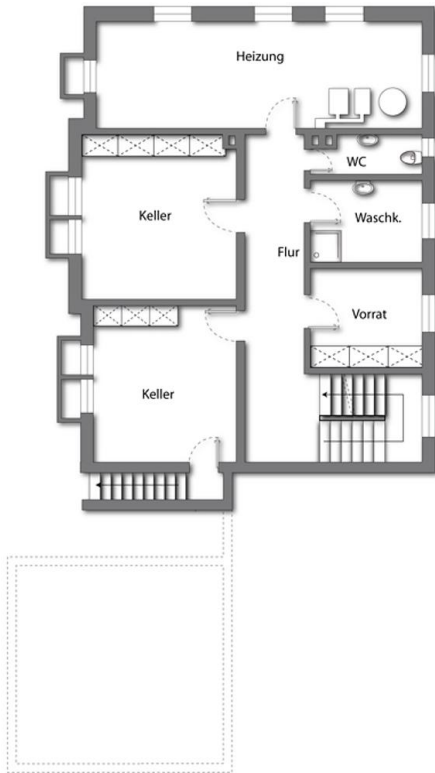 Heizung
WC
Keller
Waschk.
Flur
Vorrat
Keller